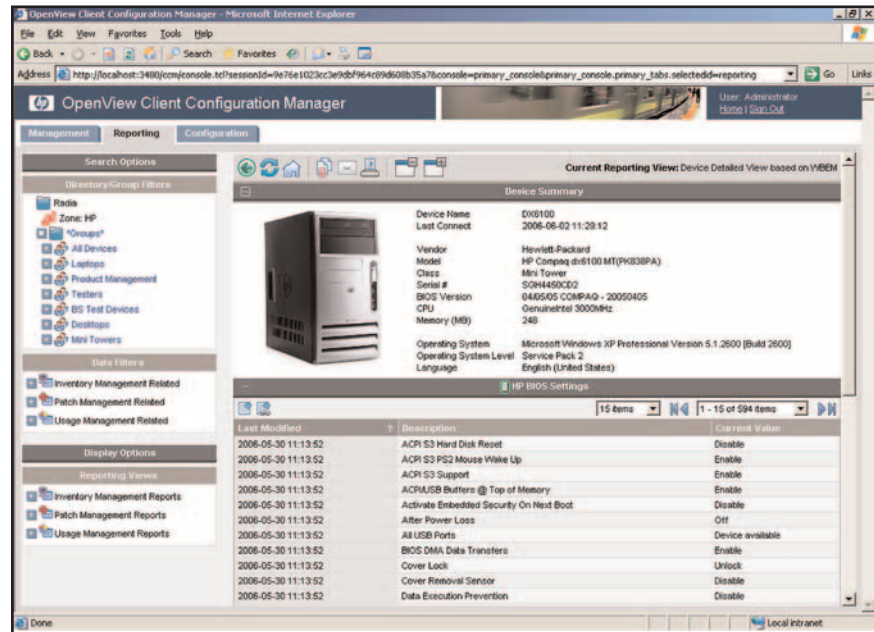 OpenView Client Configuration Manager - Microsoft Internet Explorer
File Edit View Favorites Tools Help
Back Search Favorites
Address http://localhost:3480/ccm/console.tcl?sessionId=9e76e1023cc3e9dbf964c89d608b35a7&console=primary_console&primary_console.primary_tabs.selectedid=reporting Go Links
OpenView Client Configuration Manager
User: Administrator
Home | Sign Out
Management Reporting Configuration
Search Options
Directory/Group Filters
Radia
Zone: HP
*Groups*
All Devices
Laptops
Product Management
Testers
BS Test Devices
Desktops
Mini Towers
Data Filters
Inventory Management Related
Patch Management Related
Usage Management Related
Display Options
Reporting Views
Inventory Management Reports
Patch Management Reports
Usage Management Reports
Current Reporting View: Device Detailed View based on WBEM
Device Summary
Device Name DX6100
Last Connect 2006-06-02 11:29:12
Vendor Hewlett-Packard
Model HP Compaq dx6100 MT(PK838PA)
Class Mini Tower
Serial # SGH4450CD2
BIOS Version 04/05/05 COMPAQ - 20050405
CPU GenuineIntel 3000MHz
Memory (MB) 248
Operating System Microsoft Windows XP Professional Version 5.1.2600 [Build 2600]
Operating System Level Service Pack 2
Language English (United States)
HP BIOS Settings
15 items 1 - 15 of 594 items
Last Modified Description Current Value
2006-05-30 11:13:52 ACPI S3 Hard Disk Reset Disable
2006-05-30 11:13:52 ACPI S3 PS2 Mouse Wake Up Enable
2006-05-30 11:13:52 ACPI S3 Support Enable
2006-05-30 11:13:52 ACPI/USB Buffers @ Top of Memory Enable
2006-05-30 11:13:52 Activate Embedded Security On Next Boot Disable
2006-05-30 11:13:52 After Power Loss Off
2006-05-30 11:13:52 All USB Ports Device available
2006-05-30 11:13:52 BIOS DMA Data Transfers Enable
2006-05-30 11:13:52 Cover Lock Unlock
2006-05-30 11:13:52 Cover Removal Sensor Disable
2006-05-30 11:13:52 Data Execution Prevention Disable
Done Local intranet